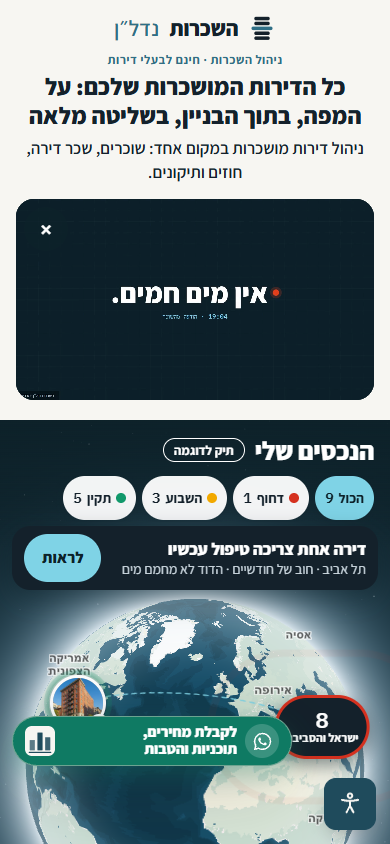 השכרות נדל״ן
ניהול השכרות · חינם לבעלי דירות
כל הדירות המושכרות שלכם: על
המפה, בתוך הבניין, בשליטה מלאה
ניהול דירות מושכרות במקום אחד: שוכרים, שכר דירה,
חוזים ותיקונים.
אין מים חמים.
19:04 ·
הנכסים שלי תיק לדוגמה
הכול 9
דחוף 1
השבוע 3
תקין 5
דירה אחת צריכה טיפול עכשיו
תל אביב · חוב של חודשיים · הדוד לא מחמם מים
לראות
אסיה
אמריקה
הצפונית
אירופה
8
ישראל והסביב
לקבלת מחירים,
תוכניות והטבות